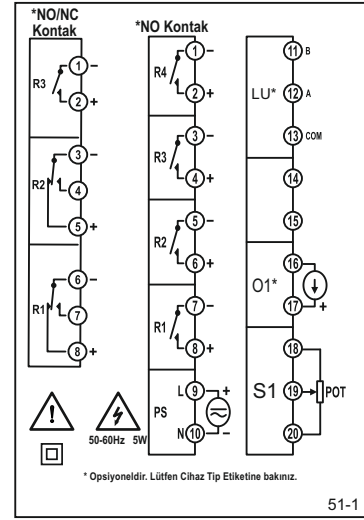 *NO/NC
Kontak
R3
1 –
2 +
R2
3 –
4
5 +
R1
6 –
7
8 +
*NO Kontak
R4
1 –
2 +
R3
3 –
4 +
R2
5 –
6 +
R1
7 –
8 +
PS
L 9 +
N 10 –
LU*
11 B
12 A
13 COM
14
15
O1*
16 –
17 +
S1
18
19 POT
20
50-60Hz 5W
* Opsiyoneldir. Lütfen Cihaz Tip Etiketine bakınız.
51-1